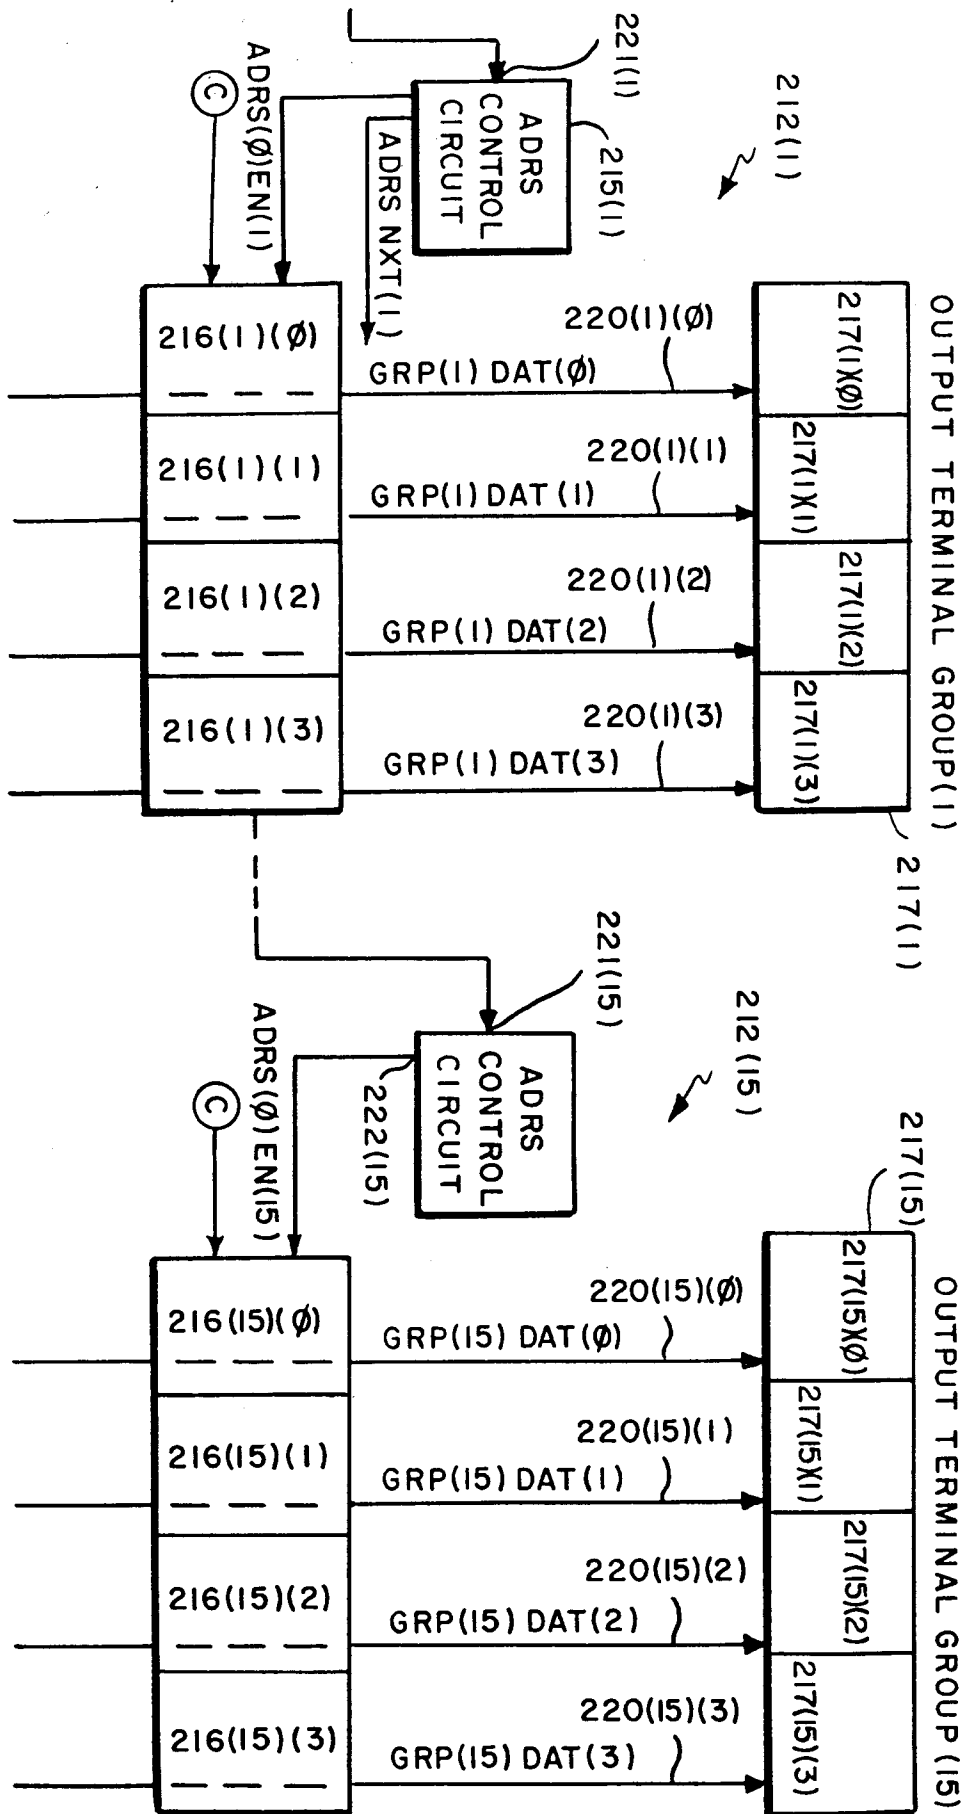 OUTPUT TERMINAL GROUP(1)
217(1)
217(1)(Ø)
217(1)(1)
217(1)(2)
217(1)(3)
212(1)
215(1)
221(1)
ADRS
CONTROL
CIRCUIT
ADRS NXT(1)
ADRS(Ø)EN(1)
C
220(1)(Ø)
GRP(1) DAT(Ø)
220(1)(1)
GRP(1) DAT(1)
220(1)(2)
GRP(1) DAT(2)
220(1)(3)
GRP(1) DAT(3)
216(1)(Ø)
216(1)(1)
216(1)(2)
216(1)(3)
OUTPUT TERMINAL GROUP(15)
217(15)
217(15)(Ø)
217(15)(1)
217(15)(2)
217(15)(3)
212(15)
221(15)
ADRS
CONTROL
CIRCUIT
222(15)
ADRS(Ø)EN(15)
C
220(15)(Ø)
GRP(15) DAT(Ø)
220(15)(1)
GRP(15) DAT(1)
220(15)(2)
GRP(15) DAT(2)
220(15)(3)
GRP(15) DAT(3)
216(15)(Ø)
216(15)(1)
216(15)(2)
216(15)(3)